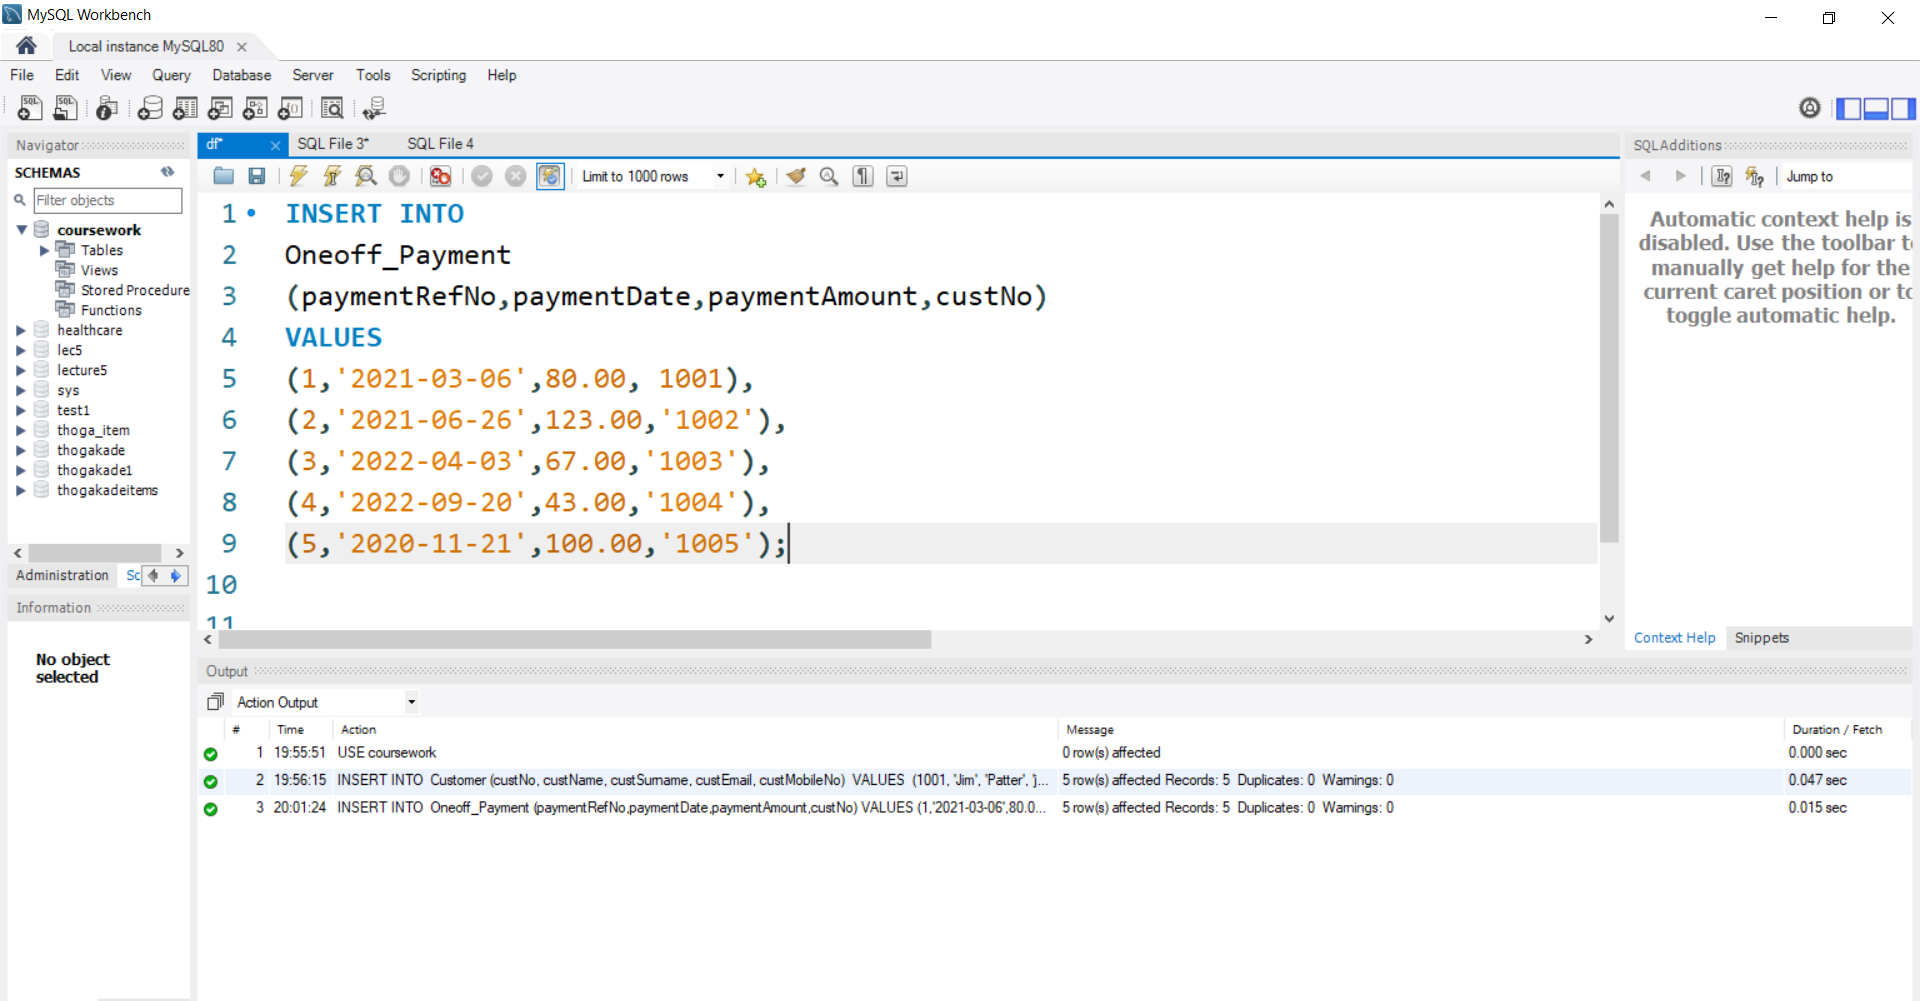 MySQL Workbench
Local instance MySQL80
File Edit View Query Database Server Tools Scripting Help
Navigator
SCHEMAS
Filter objects
coursework
Tables
Views
Stored Procedure
Functions
healthcare
lec5
lecture5
sys
test1
thoga_item
thogakade
thogakade1
thogakadeitems
Administration Sc
Information
No object
selected
df* SQL File 3* SQL File 4
Limit to 1000 rows
1 INSERT INTO
2 Oneoff_Payment
3 (paymentRefNo,paymentDate,paymentAmount,custNo)
4 VALUES
5 (1,'2021-03-06',80.00, 1001),
6 (2,'2021-06-26',123.00,'1002'),
7 (3,'2022-04-03',67.00,'1003'),
8 (4,'2022-09-20',43.00,'1004'),
9 (5,'2020-11-21',100.00,'1005');
10
11
SQLAdditions
Jump to
Automatic context help is
disabled. Use the toolbar to
manually get help for the
current caret position or to
toggle automatic help.
Context Help Snippets
Output
Action Output
# Time Action Message Duration / Fetch
1 19:55:51 USE coursework 0 row(s) affected 0.000 sec
2 19:56:15 INSERT INTO Customer (custNo, custName, custSurname, custEmail, custMobileNo) VALUES (1001, 'Jim', 'Patter', 'j... 5 row(s) affected Records: 5 Duplicates: 0 Warnings: 0 0.047 sec
3 20:01:24 INSERT INTO Oneoff_Payment (paymentRefNo,paymentDate,paymentAmount,custNo) VALUES (1,'2021-03-06',80.0... 5 row(s) affected Records: 5 Duplicates: 0 Warnings: 0 0.015 sec